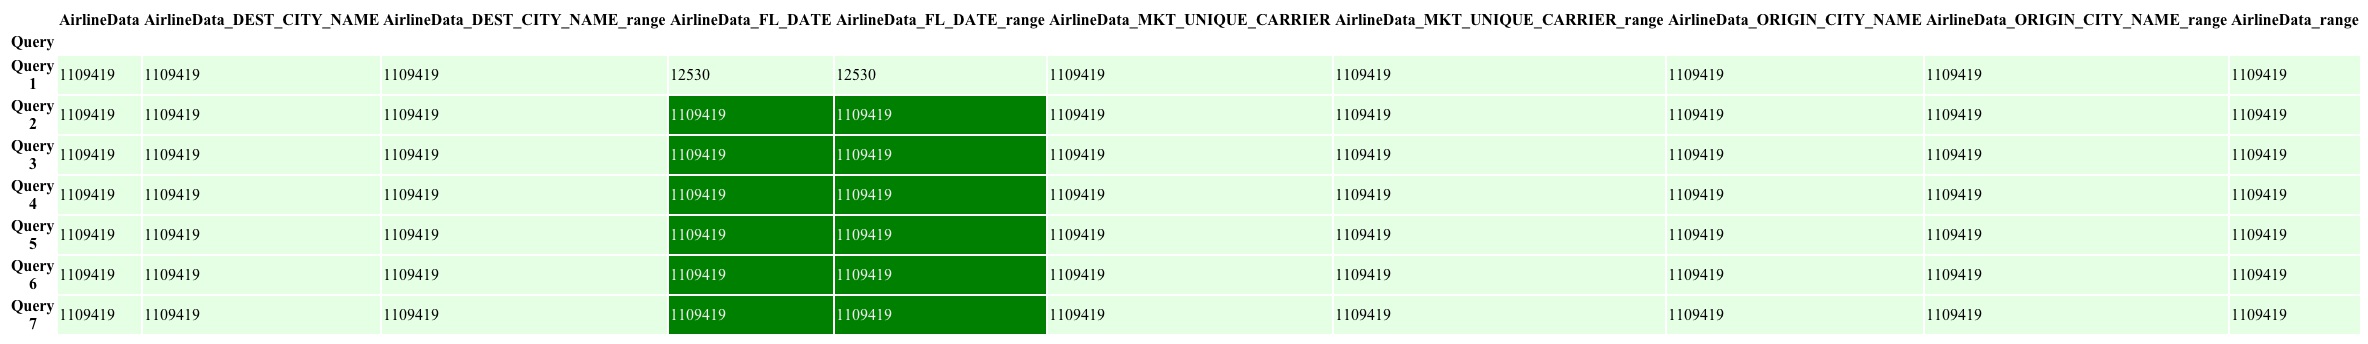 AirlineData AirlineData_DEST_CITY_NAME AirlineData_DEST_CITY_NAME_range AirlineData_FL_DATE AirlineData_FL_DATE_range AirlineData_MKT_UNIQUE_CARRIER AirlineData_MKT_UNIQUE_CARRIER_range AirlineData_ORIGIN_CITY_NAME AirlineData_ORIGIN_CITY_NAME_range AirlineData_range
Query
Query 1 1109419 1109419 1109419 12530 12530 1109419 1109419 1109419 1109419 1109419
Query 2 1109419 1109419 1109419 1109419 1109419 1109419 1109419 1109419 1109419 1109419
Query 3 1109419 1109419 1109419 1109419 1109419 1109419 1109419 1109419 1109419 1109419
Query 4 1109419 1109419 1109419 1109419 1109419 1109419 1109419 1109419 1109419 1109419
Query 5 1109419 1109419 1109419 1109419 1109419 1109419 1109419 1109419 1109419 1109419
Query 6 1109419 1109419 1109419 1109419 1109419 1109419 1109419 1109419 1109419 1109419
Query 7 1109419 1109419 1109419 1109419 1109419 1109419 1109419 1109419 1109419 1109419